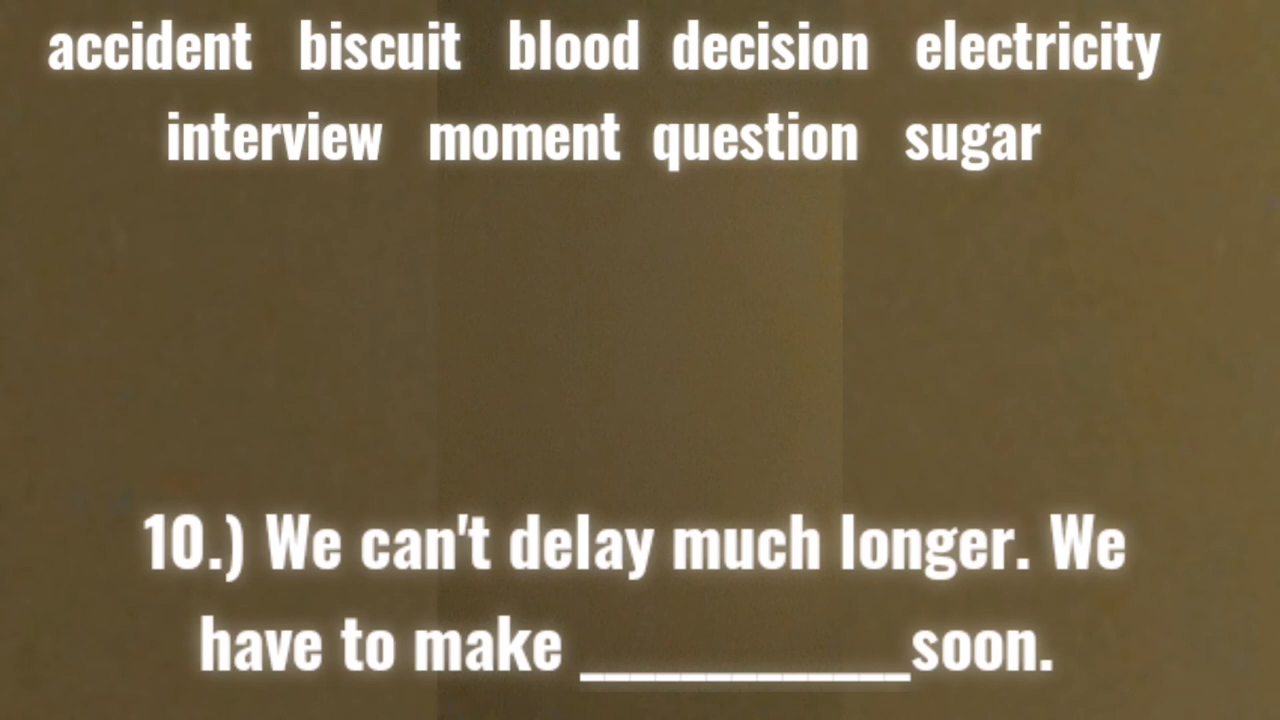 accident biscuit blood decision electricity
interview moment question sugar
10.) We can't delay much longer. We
have to make ____________soon.